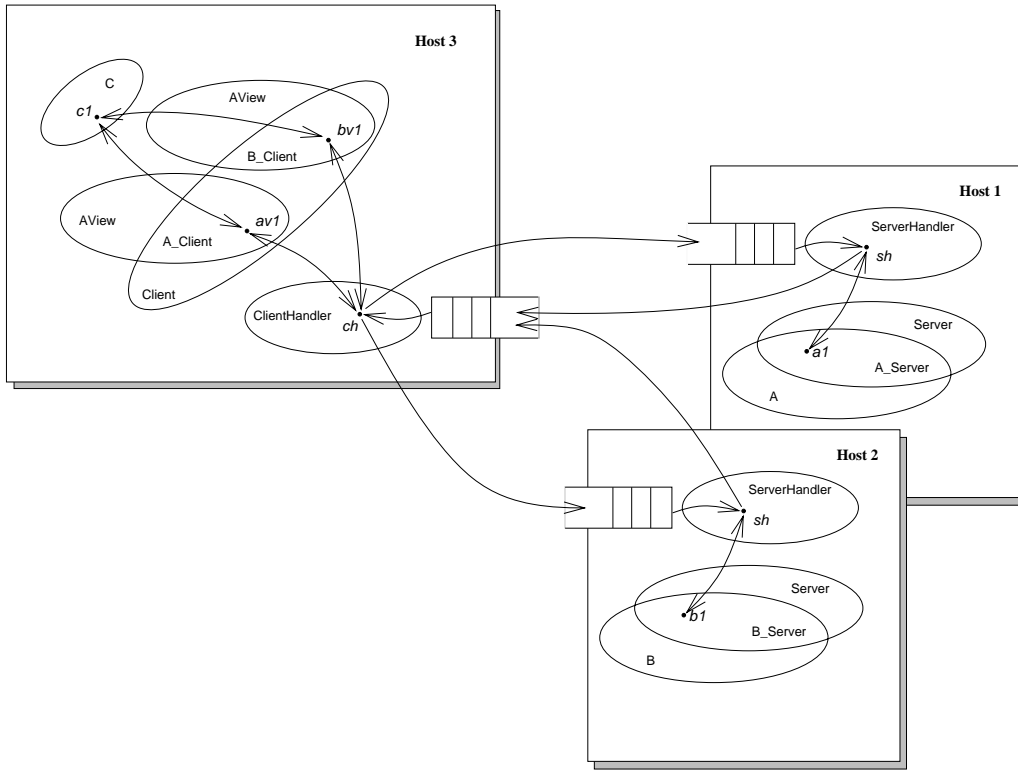 Host 3
C
c1
AView
bv1
B_Client
AView
av1
A_Client
Client
ClientHandler
ch
Host 1
ServerHandler
sh
Server
a1
A_Server
A
Host 2
ServerHandler
sh
Server
b1
B_Server
B